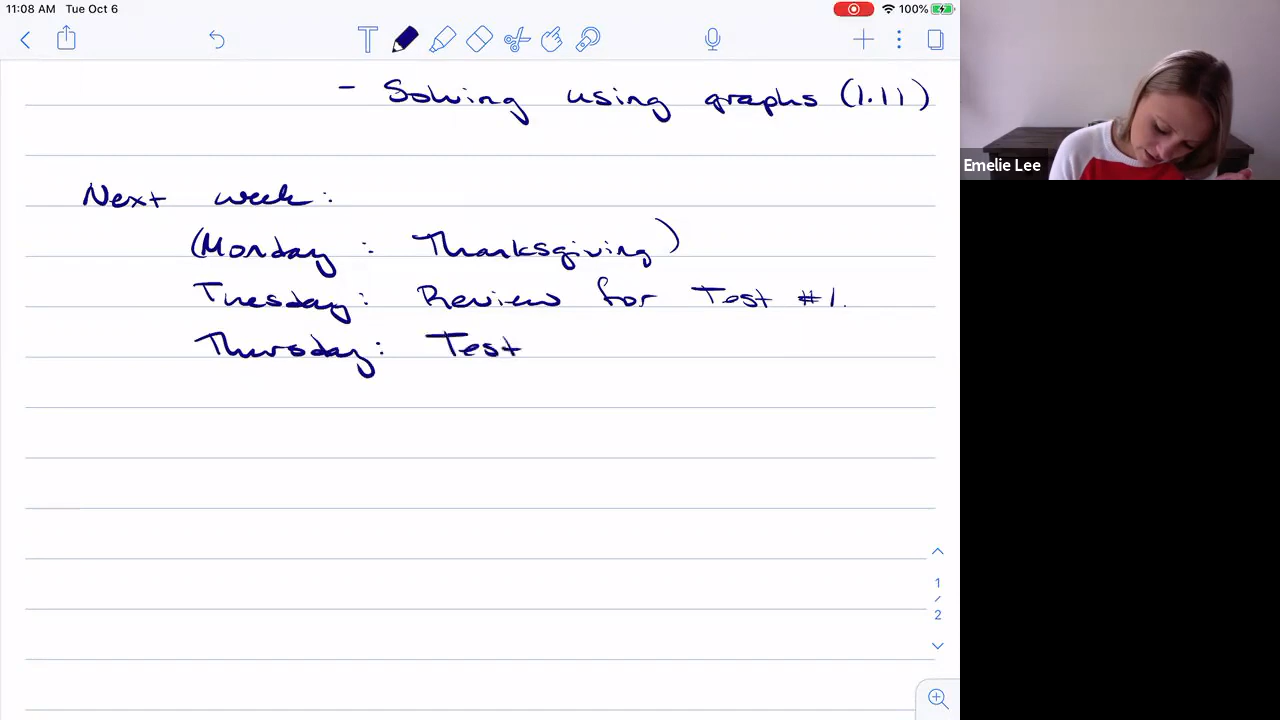 11:08 AM Tue Oct 6
100%
- Solving using graphs (1.11)
Emelie Lee
Next week:
(Monday : Thanksgiving)
Tuesday: Review for Test #1.
Thursday: Test
1
/
2